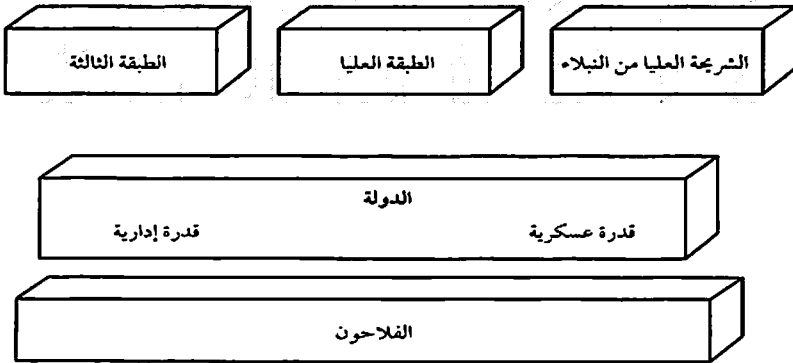 الشريحة العليا من النبلاء
الطبقة العليا
الطبقة الثالثة
الدولة
قدرة عسكرية
قدرة إدارية
الفلاحون